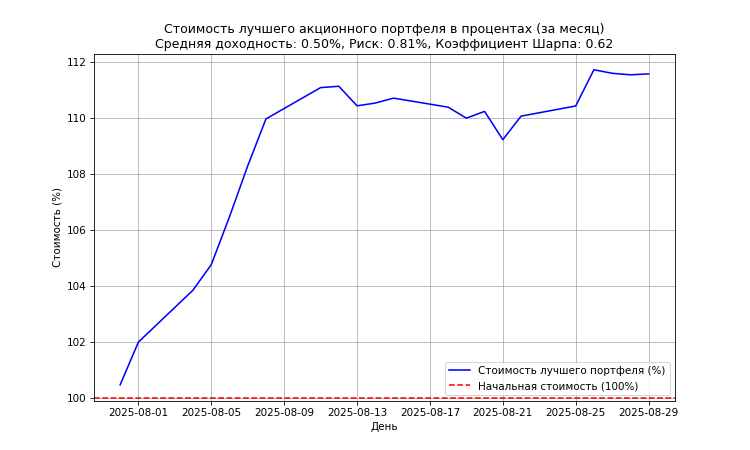 Стоимость лучшего акционного портфеля в процентах (за месяц)
Средняя доходность: 0.50%, Риск: 0.81%, Коэффициент Шарпа: 0.62
Стоимость (%)
112
110
108
106
104
102
100
Стоимость лучшего портфеля (%)
Начальная стоимость (100%)
2025-08-01 2025-08-05 2025-08-09 2025-08-13 2025-08-17 2025-08-21 2025-08-25 2025-08-29
День